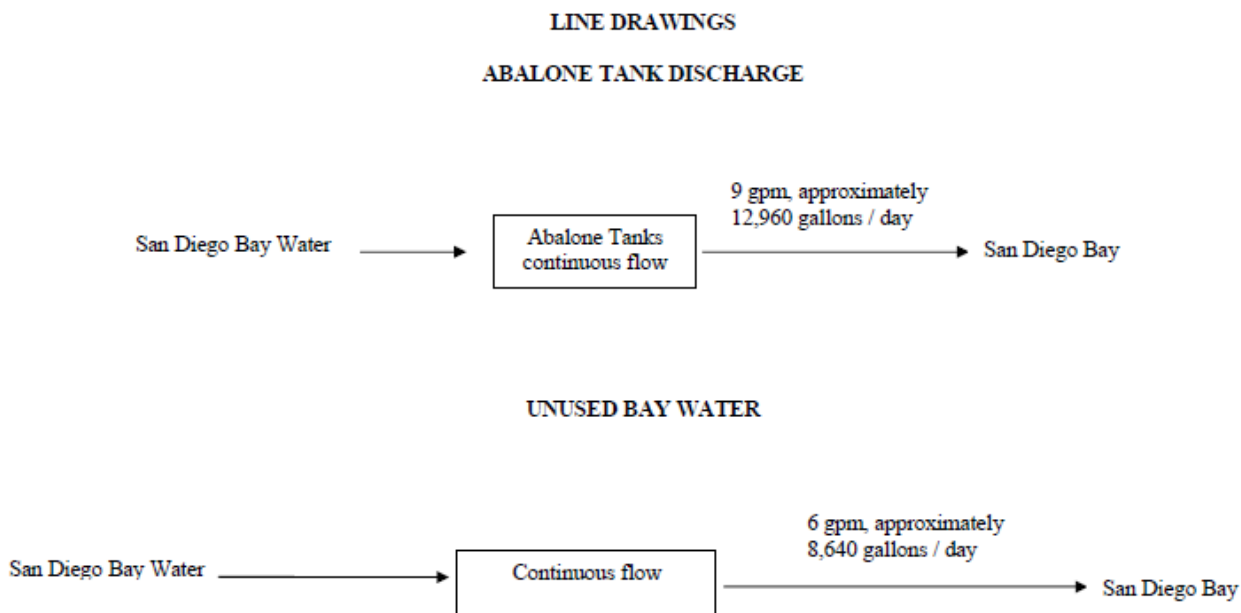 LINE DRAWINGS
ABALONE TANK DISCHARGE
9 gpm, approximately
12,960 gallons / day
San Diego Bay Water
Abalone Tanks
continuous flow
San Diego Bay
UNUSED BAY WATER
6 gpm, approximately
8,640 gallons / day
San Diego Bay Water
Continuous flow
San Diego Bay